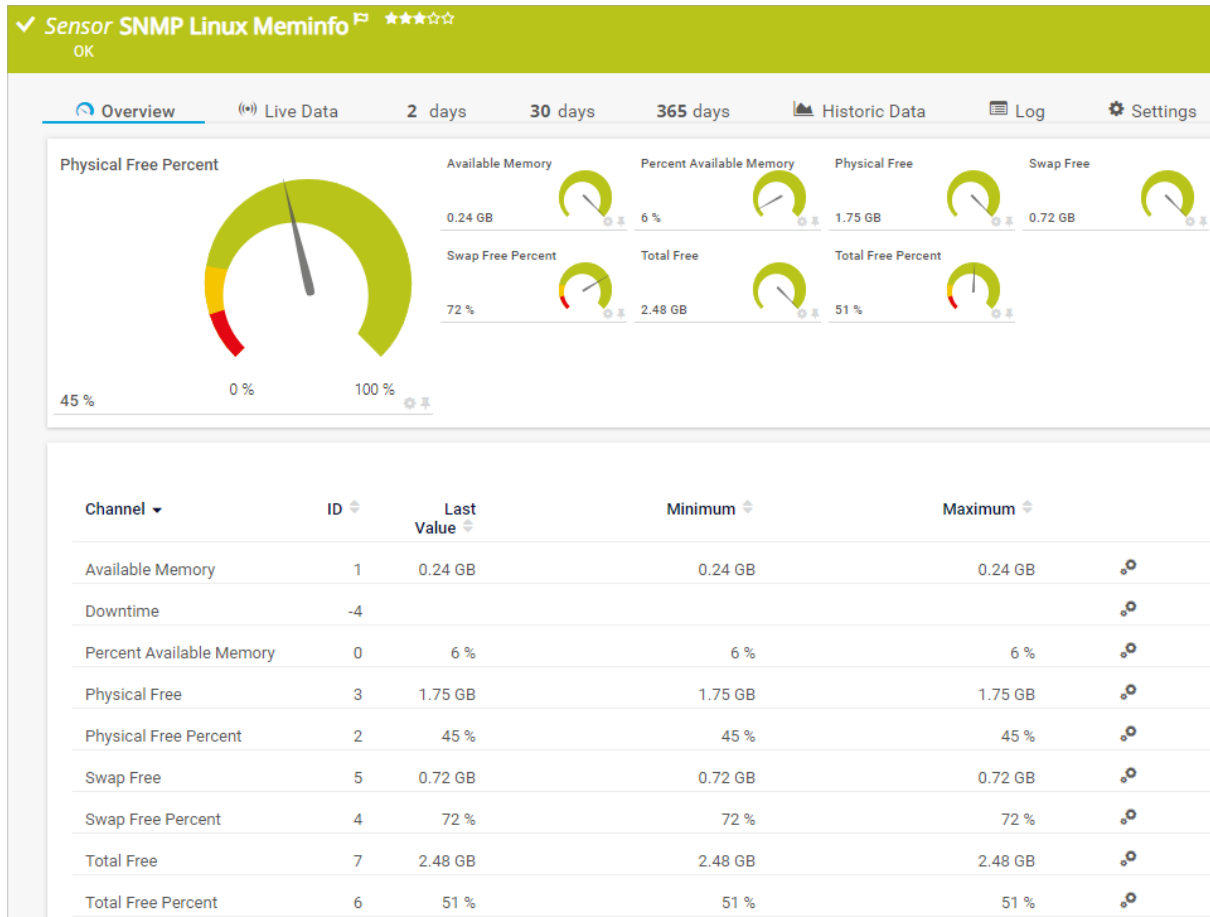 Sensor SNMP Linux Meminfo
OK
Overview Live Data 2 days 30 days 365 days Historic Data Log Settings
Physical Free Percent
45 %
0 % 100 %
Available Memory
0.24 GB
Percent Available Memory
6 %
Physical Free
1.75 GB
Swap Free
0.72 GB
Swap Free Percent
72 %
Total Free
2.48 GB
Total Free Percent
51 %
Channel ID Last Value Minimum Maximum
Available Memory 1 0.24 GB 0.24 GB 0.24 GB
Downtime -4
Percent Available Memory 0 6 % 6 % 6 %
Physical Free 3 1.75 GB 1.75 GB 1.75 GB
Physical Free Percent 2 45 % 45 % 45 %
Swap Free 5 0.72 GB 0.72 GB 0.72 GB
Swap Free Percent 4 72 % 72 % 72 %
Total Free 7 2.48 GB 2.48 GB 2.48 GB
Total Free Percent 6 51 % 51 % 51 %